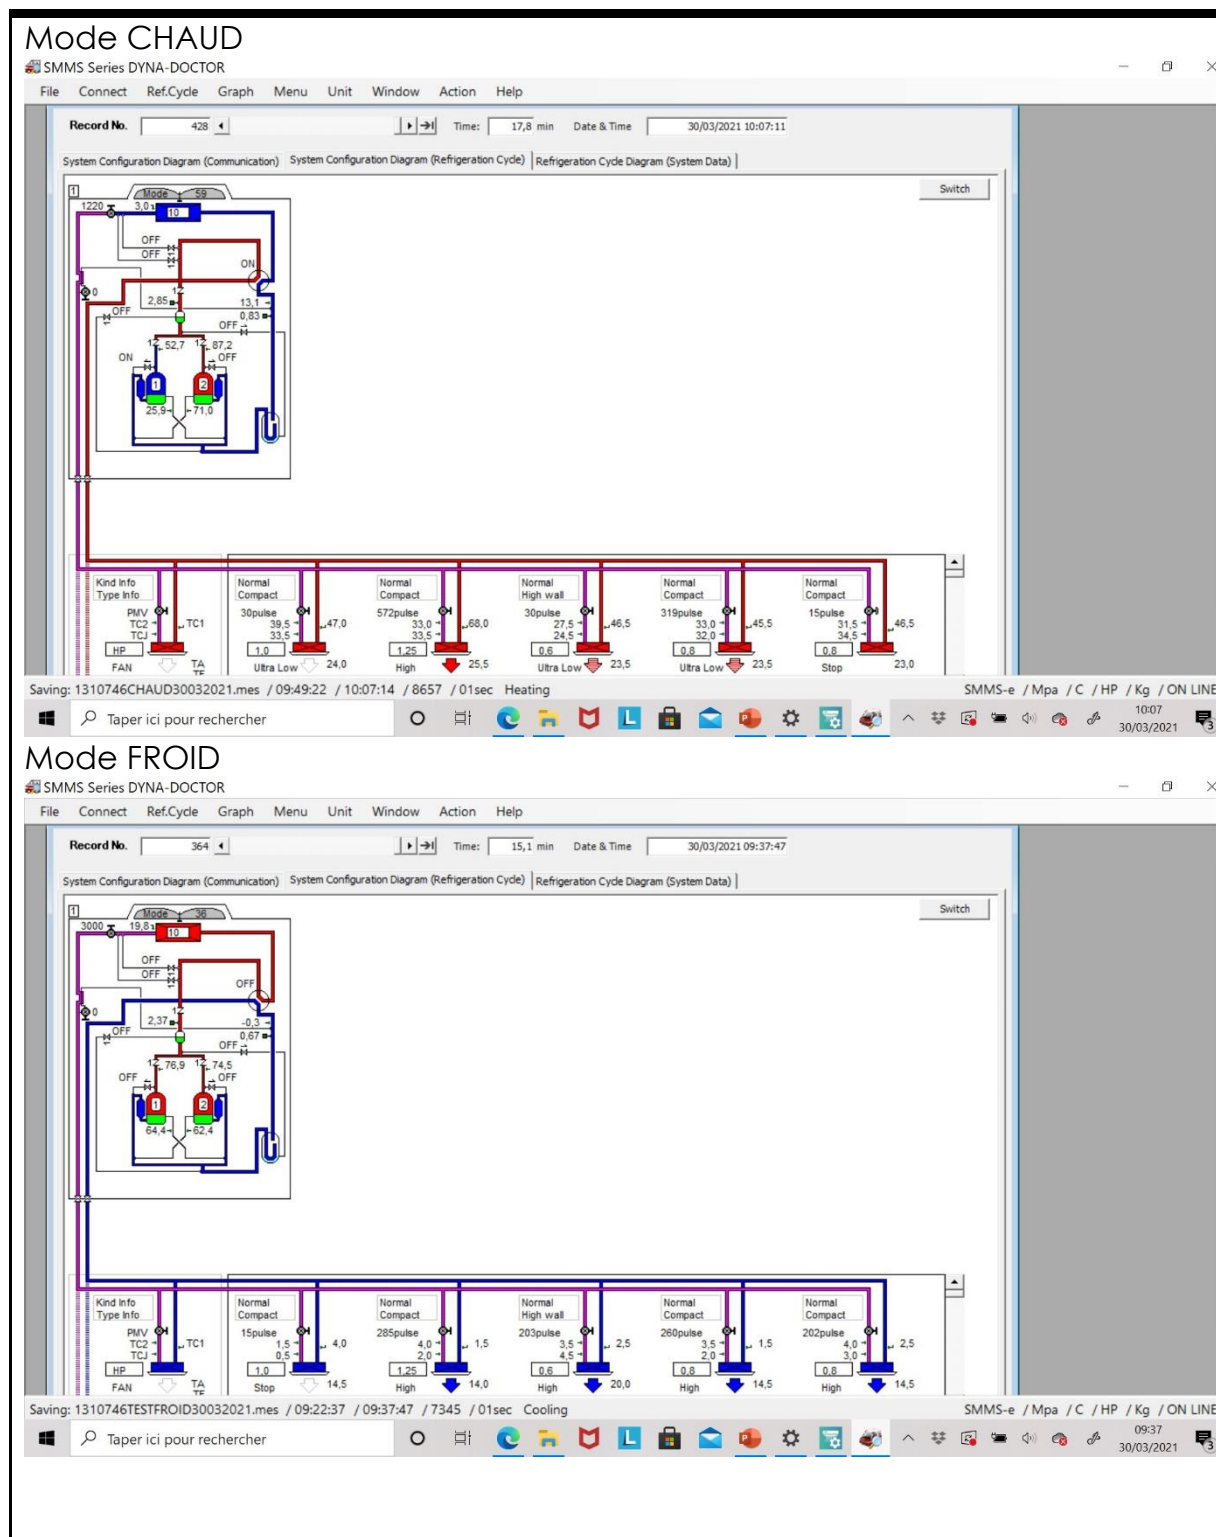 Mode CHAUD
SMMS Series DYNA-DOCTOR
File Connect Ref.Cycle Graph Menu Unit Window Action Help
Record No. 428 Time: 17,8 min Date & Time 30/03/2021 10:07:11
System Configuration Diagram (Communication) System Configuration Diagram (Refrigeration Cycle) Refrigeration Cycle Diagram (System Data)
1 Mode 59 Switch
1220 3,0 10
OFF
OFF
ON
0
2,85 13,1
OFF 0,83
OFF
52,7 87,2
ON OFF
1 2
25,9 71,0
Kind Info Normal Normal Normal Normal Normal
Type Info Compact Compact High wall Compact Compact
PMV 30pulse 572pulse 30pulse 319pulse 15pulse
TC2 TC1 39,5 47,0 33,0 68,0 27,5 46,5 33,0 45,5 31,5 46,5
TCJ 33,5 33,5 24,5 32,0 34,5
HP 1,0 1,25 0,6 0,8 0,8
FAN TA Ultra Low 24,0 High 25,5 Ultra Low 23,5 Ultra Low 23,5 Stop 23,0
TF
Saving: 1310746CHAUD30032021.mes / 09:49:22 / 10:07:14 / 8657 / 01sec Heating SMMS-e / Mpa / C / HP / Kg / ON LINE
Taper ici pour rechercher 10:07
30/03/2021 3
Mode FROID
SMMS Series DYNA-DOCTOR
File Connect Ref.Cycle Graph Menu Unit Window Action Help
Record No. 364 Time: 15,1 min Date & Time 30/03/2021 09:37:47
System Configuration Diagram (Communication) System Configuration Diagram (Refrigeration Cycle) Refrigeration Cycle Diagram (System Data)
1 Mode 36 Switch
3000 19,8 10
OFF
OFF
OFF
0
2,37 -0,3
OFF 0,67
OFF
76,9 74,5
OFF OFF
1 2
64,4 62,4
Kind Info Normal Normal Normal Normal Normal
Type Info Compact Compact High wall Compact Compact
PMV 15pulse 285pulse 203pulse 260pulse 202pulse
TC2 TC1 1,5 4,0 4,0 1,5 3,5 2,5 3,5 1,5 4,0 2,5
TCJ 0,5 2,0 4,5 2,0 3,0
HP 1,0 1,25 0,6 0,8 0,8
FAN TA Stop 14,5 High 14,0 High 20,0 High 14,5 High 14,5
TF
Saving: 1310746TESTFROID30032021.mes / 09:22:37 / 09:37:47 / 7345 / 01sec Cooling SMMS-e / Mpa / C / HP / Kg / ON LINE
Taper ici pour rechercher 09:37
30/03/2021 3